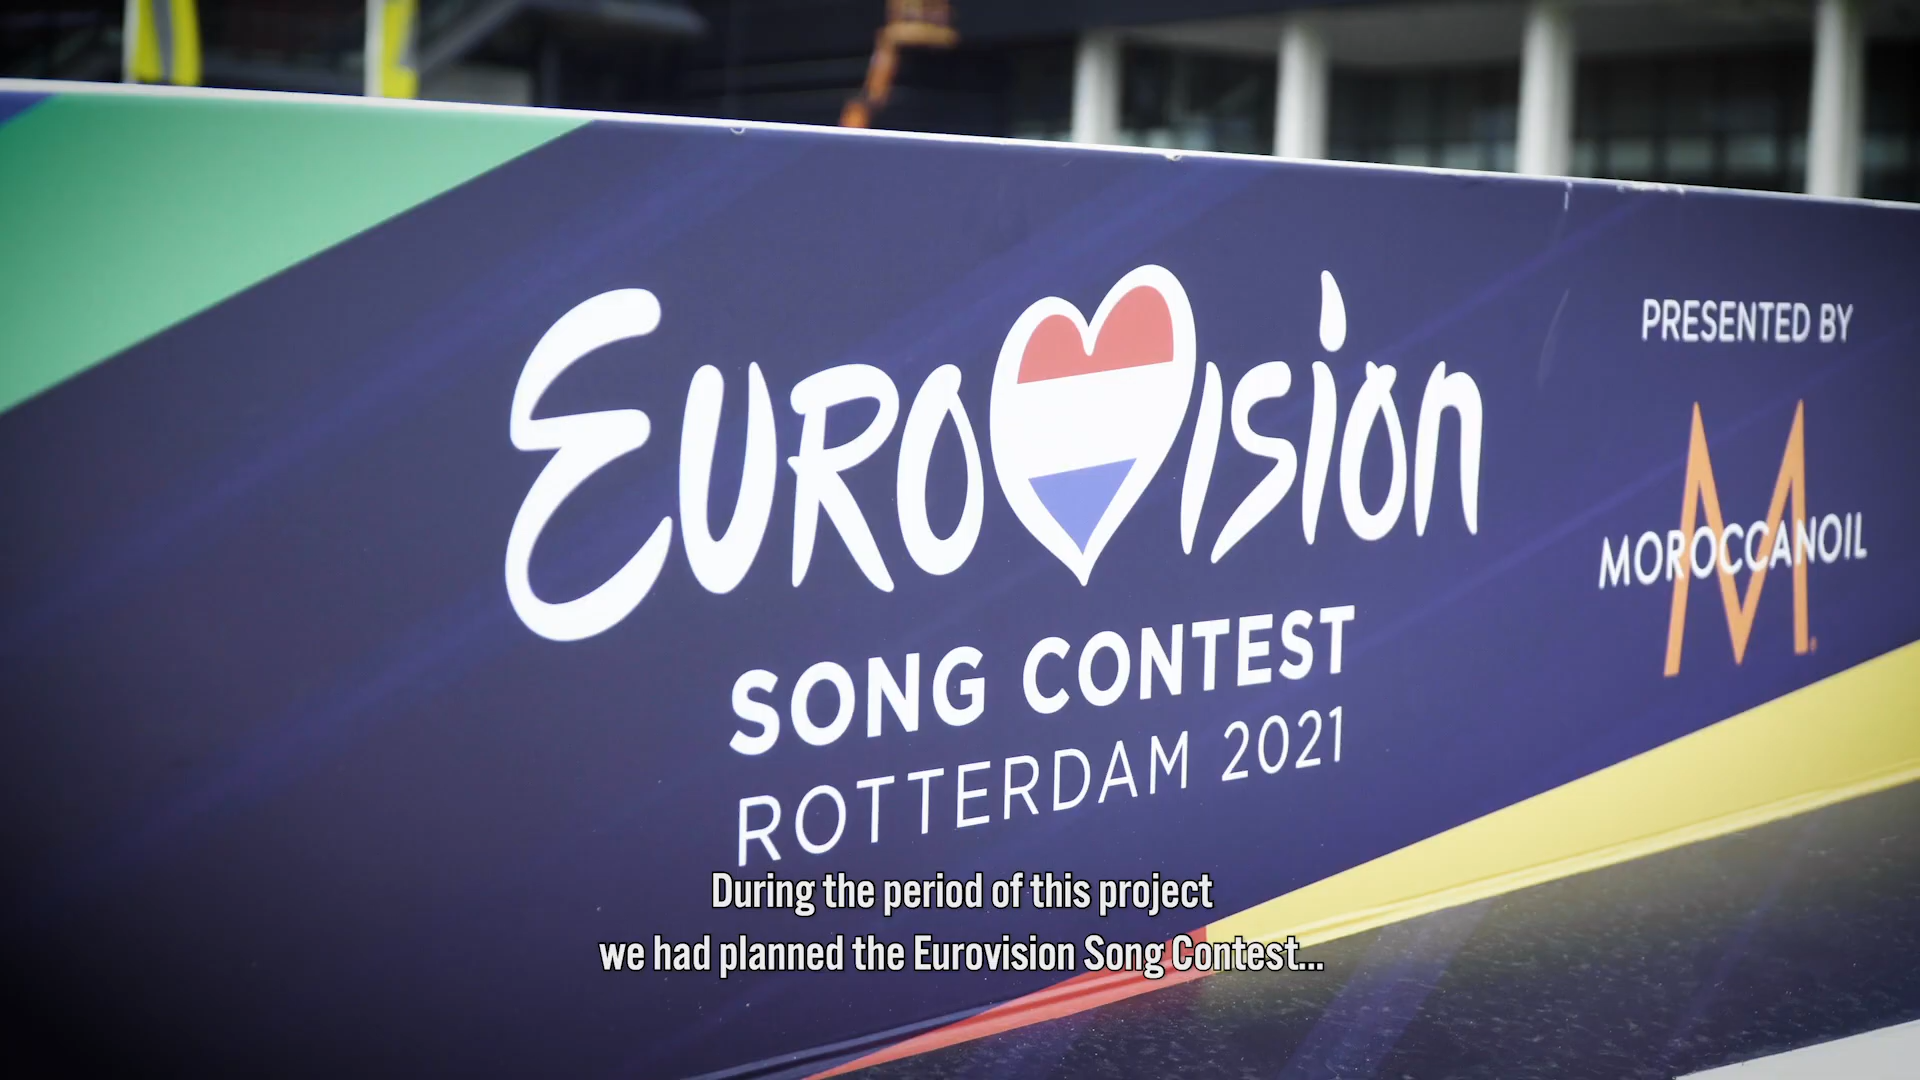 EUROVISION
SONG CONTEST
ROTTERDAM 2021
PRESENTED BY
M
MOROCCANOIL
During the period of this project
we had planned the Eurovision Song Contest...